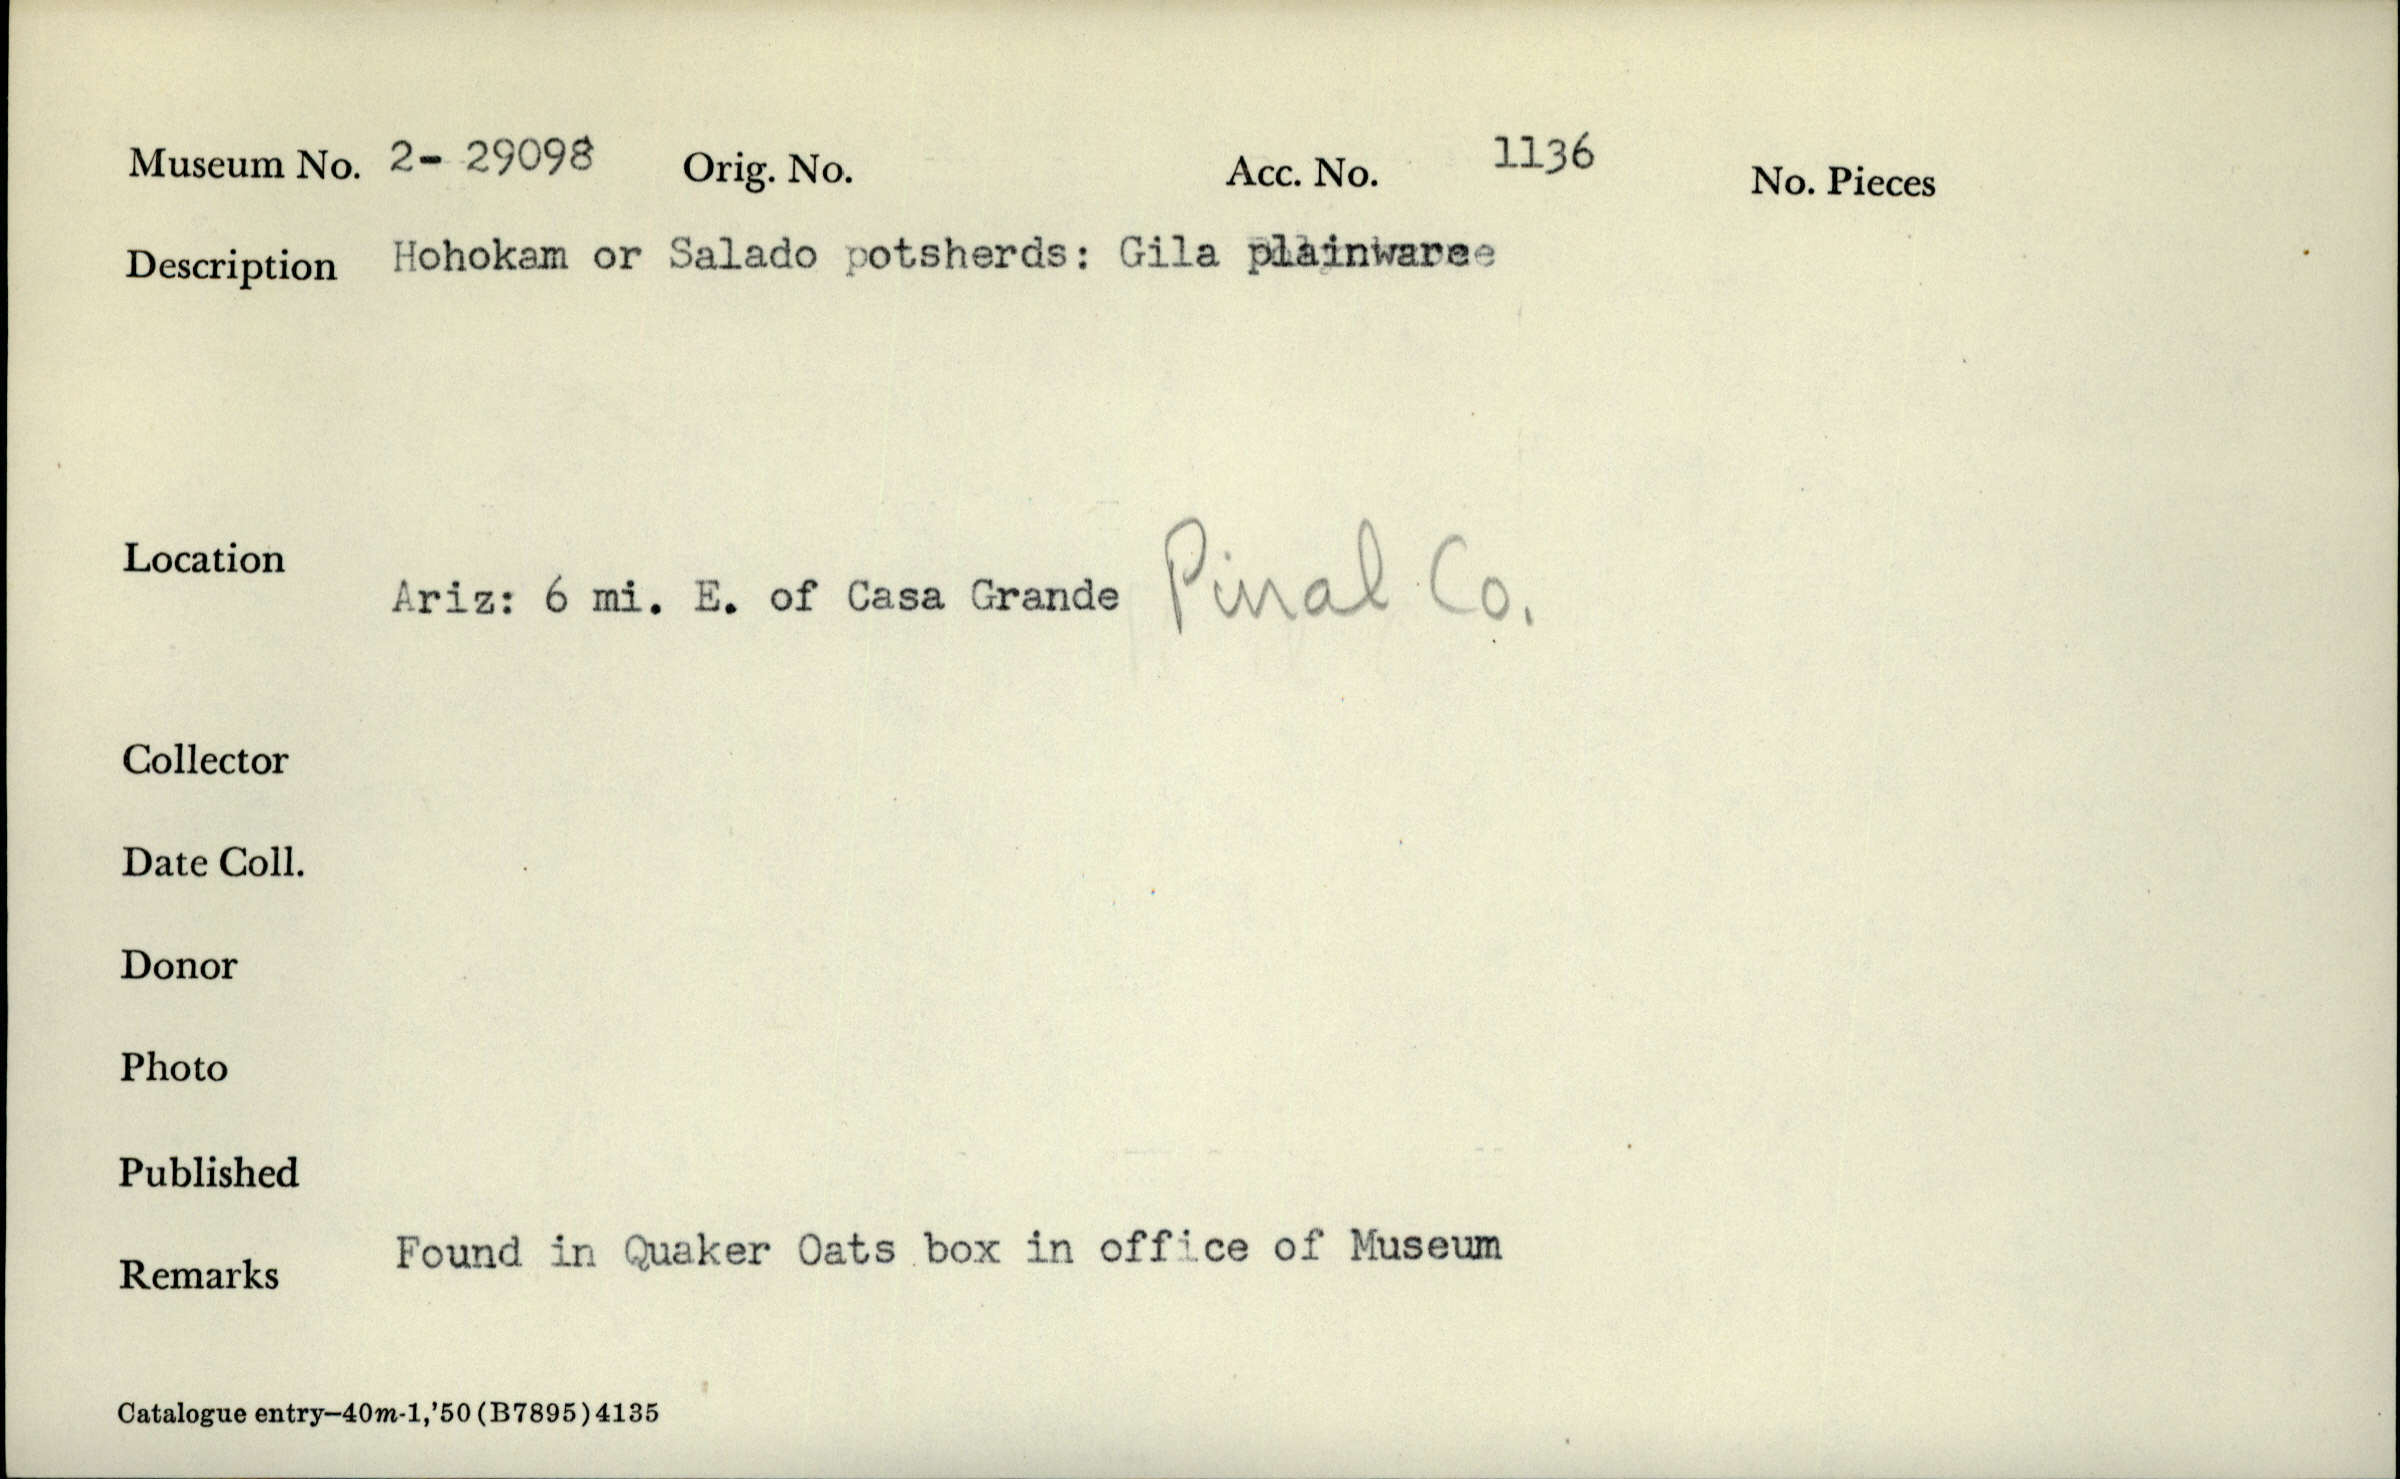 Museum No. 2- 29098 Orig. No. Acc. No. 1136 No. Pieces
Description Hohokam or Salado potsherds: Gila plainware
Location
Ariz: 6 mi. E. of Casa Grande Pinal Co.
Collector
Date Coll.
Donor
Photo
Published
Remarks Found in Quaker Oats box in office of Museum
Catalogue entry—40m-1,'50 (B7895) 4135